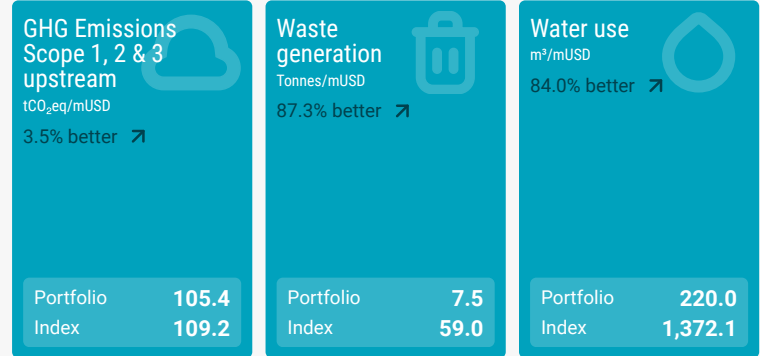 GHG Emissions
Scope 1, 2 & 3
upstream
tCO₂eq/mUSD
3.5% better
Portfolio 105.4
Index 109.2
Waste
generation
Tonnes/mUSD
87.3% better
Portfolio 7.5
Index 59.0
Water use
m³/mUSD
84.0% better
Portfolio 220.0
Index 1,372.1